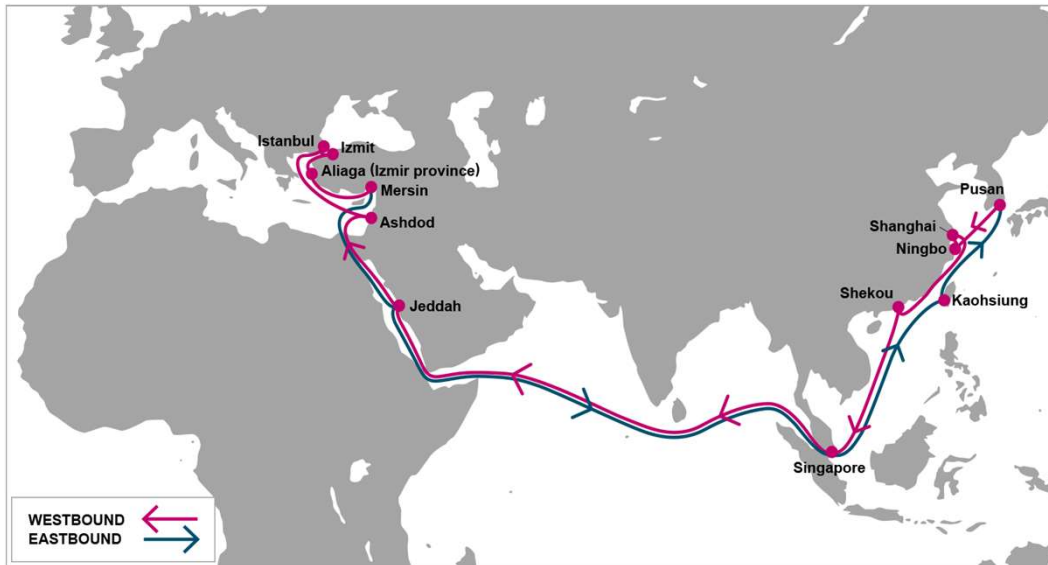 Istanbul
Izmit
Aliaga (Izmir province)
Mersin
Ashdod
Jeddah
Pusan
Shanghai
Ningbo
Shekou
Kaohsiung
Singapore
WESTBOUND
EASTBOUND